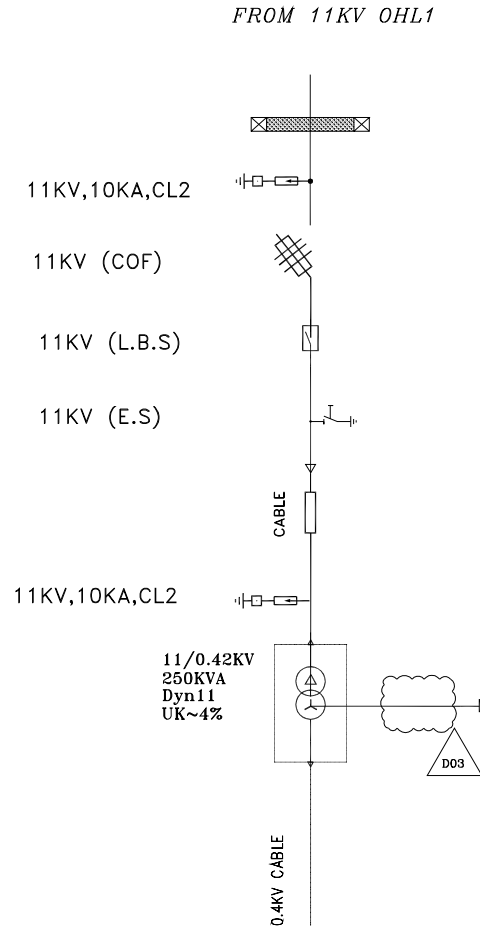 FROM 11KV OHL1
11KV,10KA,CL2
11KV (COF)
11KV (L.B.S)
11KV (E.S)
CABLE
11KV,10KA,CL2
11/0.42KV
250KVA
Dyn11
UK~4%
D03
0.4KV CABLE